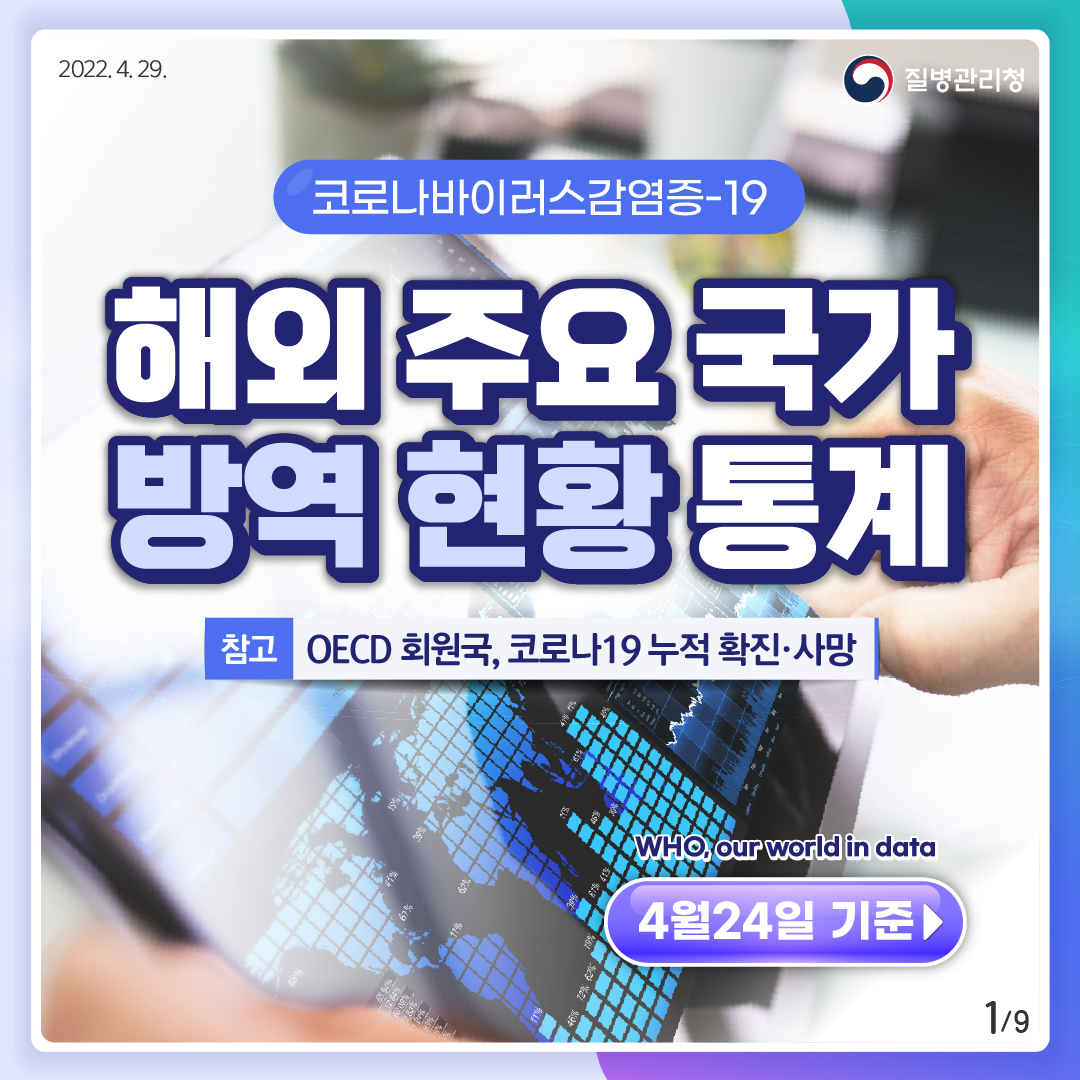 2022. 4. 29.
질병관리청
코로나바이러스감염증-19
해외 주요 국가
방역 현황 통계
참고 OECD 회원국, 코로나19 누적 확진·사망
WHO, our world in data
4월24일 기준
1/9